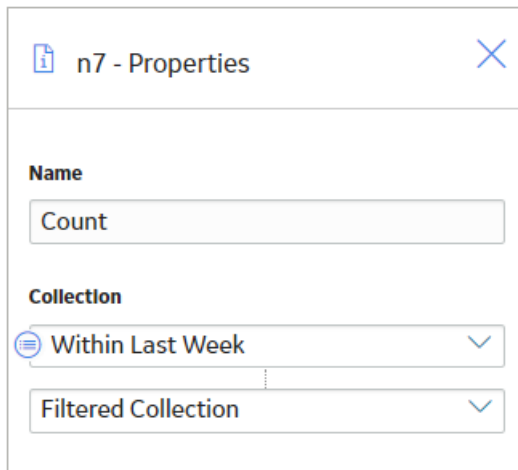 n7 - Properties
Name
Count
Collection
Within Last Week
Filtered Collection